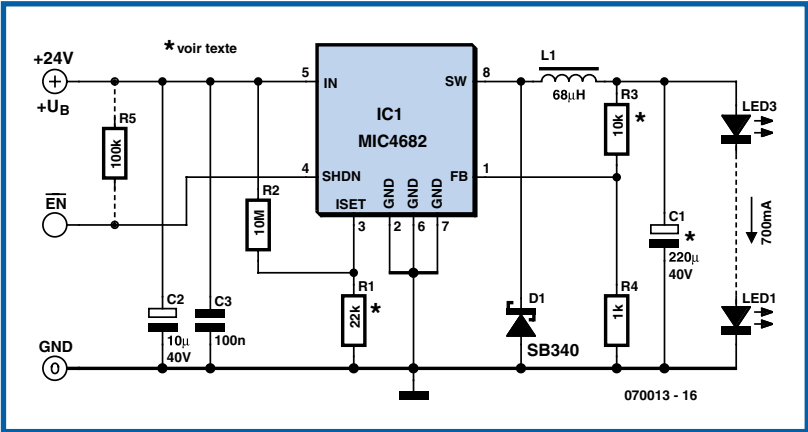 * voir texte
+24V
+UB
R5
100k
EN
GND
0
C2
10µ
40V
C3
100n
R2
10M
R1
22k
*
5
IN
4
SHDN
ISET
3
IC1
MIC4682
GND
GND
GND
2
6
7
SW
8
FB
1
L1
68µH
D1
SB340
R3
10k
*
R4
1k
C1
*
220µ
40V
LED3
700mA
LED1
070013 - 16